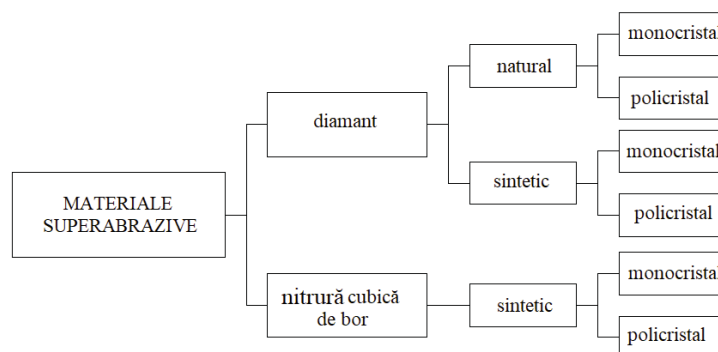 MATERIALE
SUPERABRAZIVE
diamant
natural
monocristal
policristal
sintetic
monocristal
policristal
nitrură cubică
de bor
sintetic
monocristal
policristal